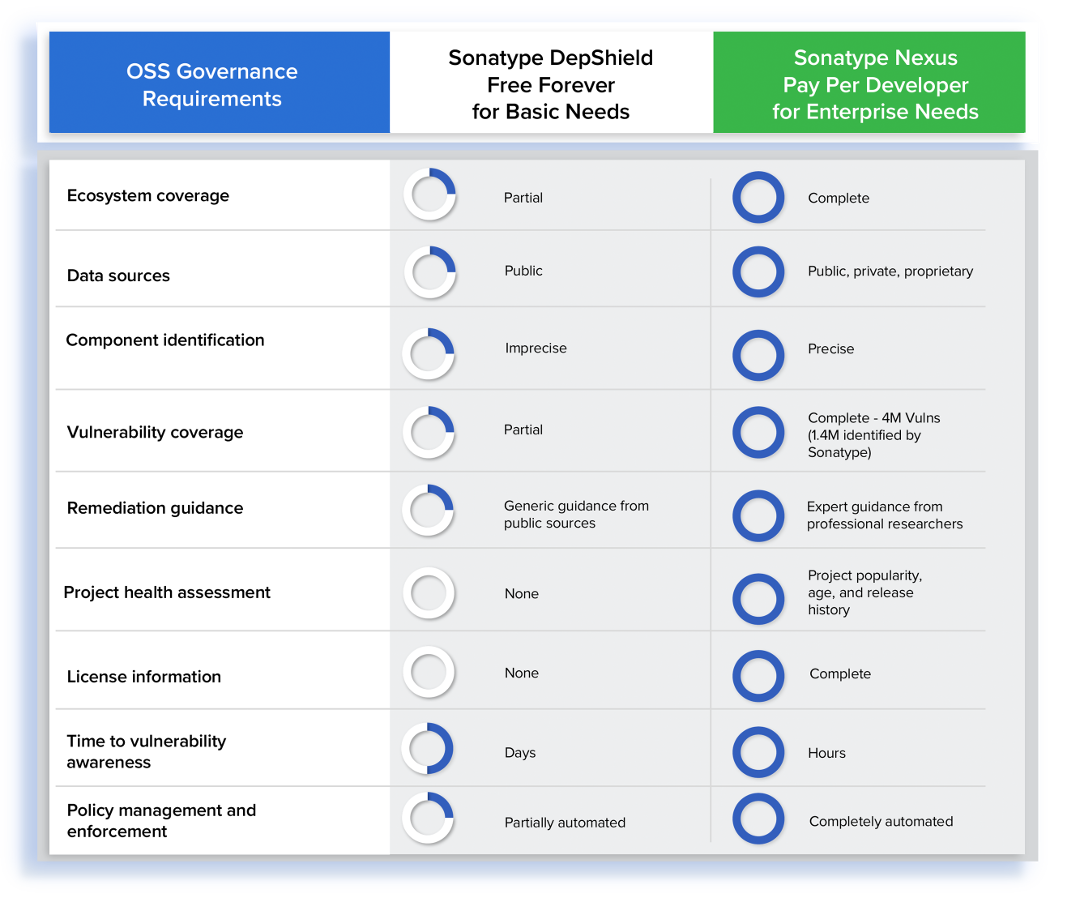 OSS Governance
Requirements
Sonatype DepShield
Free Forever
for Basic Needs
Sonatype Nexus
Pay Per Developer
for Enterprise Needs
Ecosystem coverage
Partial
Complete
Data sources
Public
Public, private, proprietary
Component identification
Imprecise
Precise
Vulnerability coverage
Partial
Complete - 4M Vulns
(1.4M identified by
Sonatype)
Remediation guidance
Generic guidance from
public sources
Expert guidance from
professional researchers
Project health assessment
None
Project popularity,
age, and release
history
License information
None
Complete
Time to vulnerability
awareness
Days
Hours
Policy management and
enforcement
Partially automated
Completely automated